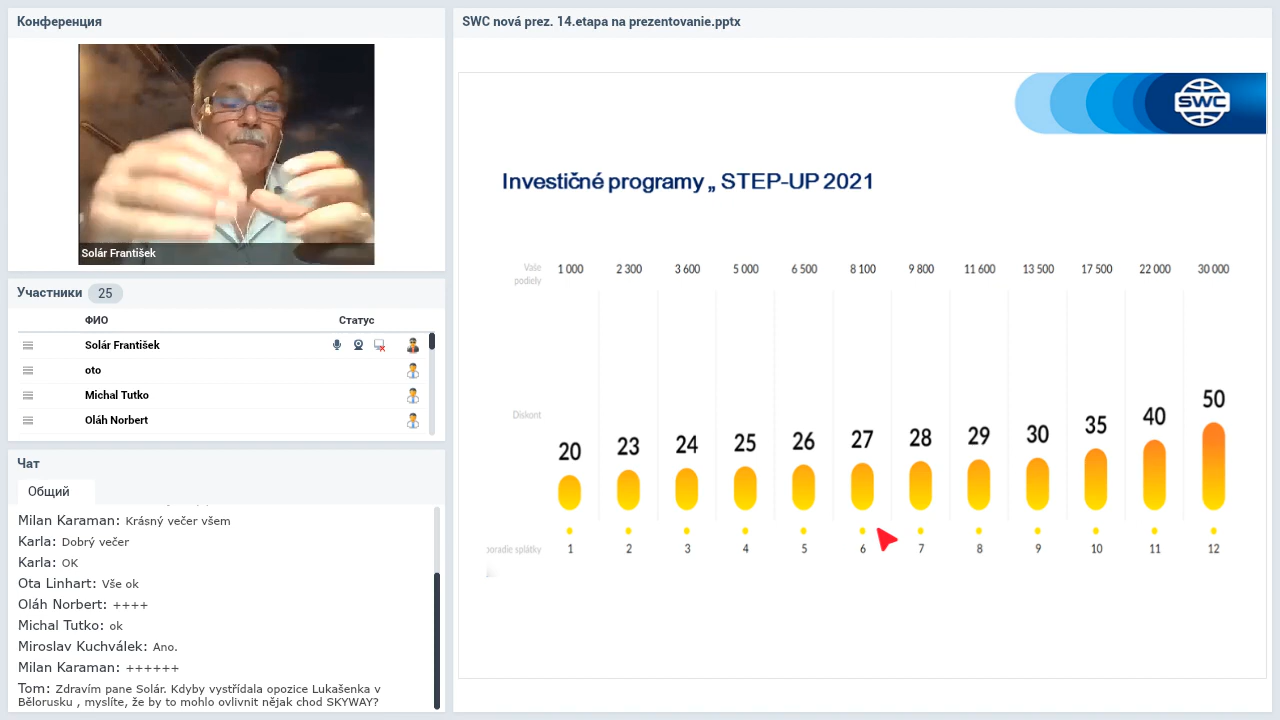 Конференция
Solár František
Участники 25
ФИО Статус
Solár František
oto
Michal Tutko
Oláh Norbert
Чат
Общий
Milan Karaman: Krásný večer všem
Karla: Dobrý večer
Karla: OK
Ota Linhart: Vše ok
Oláh Norbert: ++++
Michal Tutko: ok
Miroslav Kuchválek: Ano.
Milan Karaman: ++++++
Tom: Zdravím pane Solár. Kdyby vystřídala opozice Lukašenka v
Bělorusku , myslíte, že by to mohlo ovlivnit nějak chod SKYWAY?
SWC nová prez. 14.etapa na prezentovanie.pptx
SWC
Investičné programy „ STEP-UP 2021
Vaše
podiely
1 000 2 300 3 600 5 000 6 500 8 100 9 800 11 600 13 500 17 500 22 000 30 000
Diskont
20 23 24 25 26 27 28 29 30 35 40 50
poradie splátky 1 2 3 4 5 6 7 8 9 10 11 12